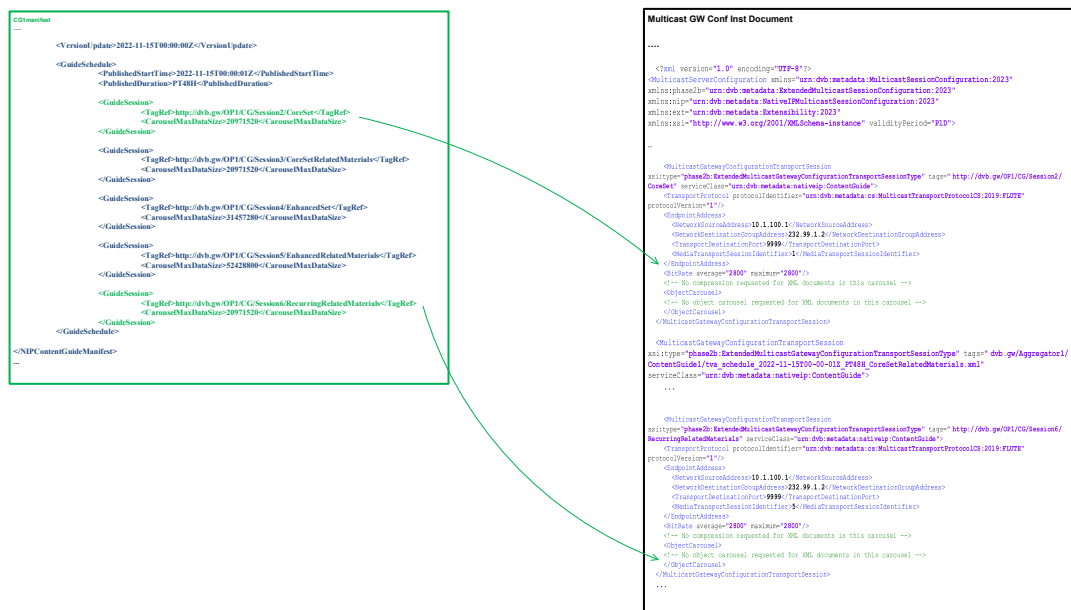 CG1manifest
....
<VersionUpdate>2022-11-15T00:00:00Z</VersionUpdate>
<GuideSchedule>
<PublishedStartTime>2022-11-15T00:00:01Z</PublishedStartTime>
<PublishedDuration>PT48H</PublishedDuration>
<GuideSession>
<TagRef>http://dvb.gw/OP1/CG/Session2/CoreSet</TagRef>
<CarouselMaxDataSize>20971520</CarouselMaxDataSize>
</GuideSession>
<GuideSession>
<TagRef>http://dvb.gw/OP1/CG/Session3/CoreSetRelatedMaterials</TagRef>
<CarouselMaxDataSize>20971520</CarouselMaxDataSize>
</GuideSession>
<GuideSession>
<TagRef>http://dvb.gw/OP1/CG/Session4/EnhancedSet</TagRef>
<CarouselMaxDataSize>31457280</CarouselMaxDataSize>
</GuideSession>
<GuideSession>
<TagRef>http://dvb.gw/OP1/CG/Session5/EnhancedRelatedMaterials</TagRef>
<CarouselMaxDataSize>52428800</CarouselMaxDataSize>
</GuideSession>
<GuideSession>
<TagRef>http://dvb.gw/OP1/CG/Session6/RecurringRelatedMaterials</TagRef>
<CarouselMaxDataSize>20971520</CarouselMaxDataSize>
</GuideSession>
</GuideSchedule>
</NIPContentGuideManifest>
...
Multicast GW Conf Inst Document
....
<?xml version="1.0" encoding="UTF-8"?>
<MulticastServerConfiguration xmlns="urn:dvb:metadata:MulticastSessionConfiguration:2023"
xmlns:phase2b="urn:dvb:metadata:ExtendedMulticastSessionConfiguration:2023"
xmlns:nip="urn:dvb:metadata:NativeIPMulticastSessionConfiguration:2023"
xmlns:ext="urn:dvb:metadata:Extensibility:2023"
xmlns:xsi="http://www.w3.org/2001/XMLSchema-instance" validityPeriod="P1D">
..
<MulticastGatewayConfigurationTransportSession
xsi:type="phase2b:ExtendedMulticastGatewayConfigurationTransportSessionType" tags="http://dvb.gw/OP1/CG/Session2/
CoreSet" serviceClass="urn:dvb:metadata:nativeip:ContentGuide">
<TransportProtocol protocolIdentifier="urn:dvb:metadata:cs:MulticastTransportProtocolCS:2019:FLUTE"
protocolVersion="1"/>
<EndpointAddress>
<NetworkSourceAddress>10.1.100.1</NetworkSourceAddress>
<NetworkDestinationGroupAddress>232.99.1.2</NetworkDestinationGroupAddress>
<TransportDestinationPort>9999</TransportDestinationPort>
<MediaTransportSessionIdentifier>1</MediaTransportSessionIdentifier>
</EndpointAddress>
<BitRate average="2800" maximum="2800"/>
<!-- No compression requested for XML documents in this carousel -->
<ObjectCarousel>
<!-- No object carousel requested for XML documents in this carousel -->
</ObjectCarousel>
</MulticastGatewayConfigurationTransportSession>
<MulticastGatewayConfigurationTransportSession
xsi:type="phase2b:ExtendedMulticastGatewayConfigurationTransportSessionType" tags="dvb.gw/Aggregator1/
ContentGuide1/tva_schedule_2022-11-15T00-00-01Z_PT48H_CoreSetRelatedMaterials.xml"
serviceClass="urn:dvb:metadata:nativeip:ContentGuide">
...
<MulticastGatewayConfigurationTransportSession
xsi:type="phase2b:ExtendedMulticastGatewayConfigurationTransportSessionType" tags="http://dvb.gw/OP1/CG/Session6/
RecurringRelatedMaterials" serviceClass="urn:dvb:metadata:nativeip:ContentGuide">
<TransportProtocol protocolIdentifier="urn:dvb:metadata:cs:MulticastTransportProtocolCS:2019:FLUTE"
protocolVersion="1"/>
<EndpointAddress>
<NetworkSourceAddress>10.1.100.1</NetworkSourceAddress>
<NetworkDestinationGroupAddress>232.99.1.2</NetworkDestinationGroupAddress>
<TransportDestinationPort>9999</TransportDestinationPort>
<MediaTransportSessionIdentifier>5</MediaTransportSessionIdentifier>
</EndpointAddress>
<BitRate average="2800" maximum="2800"/>
<!-- No compression requested for XML documents in this carousel -->
<ObjectCarousel>
<!-- No object carousel requested for XML documents in this carousel -->
</ObjectCarousel>
</MulticastGatewayConfigurationTransportSession>
...